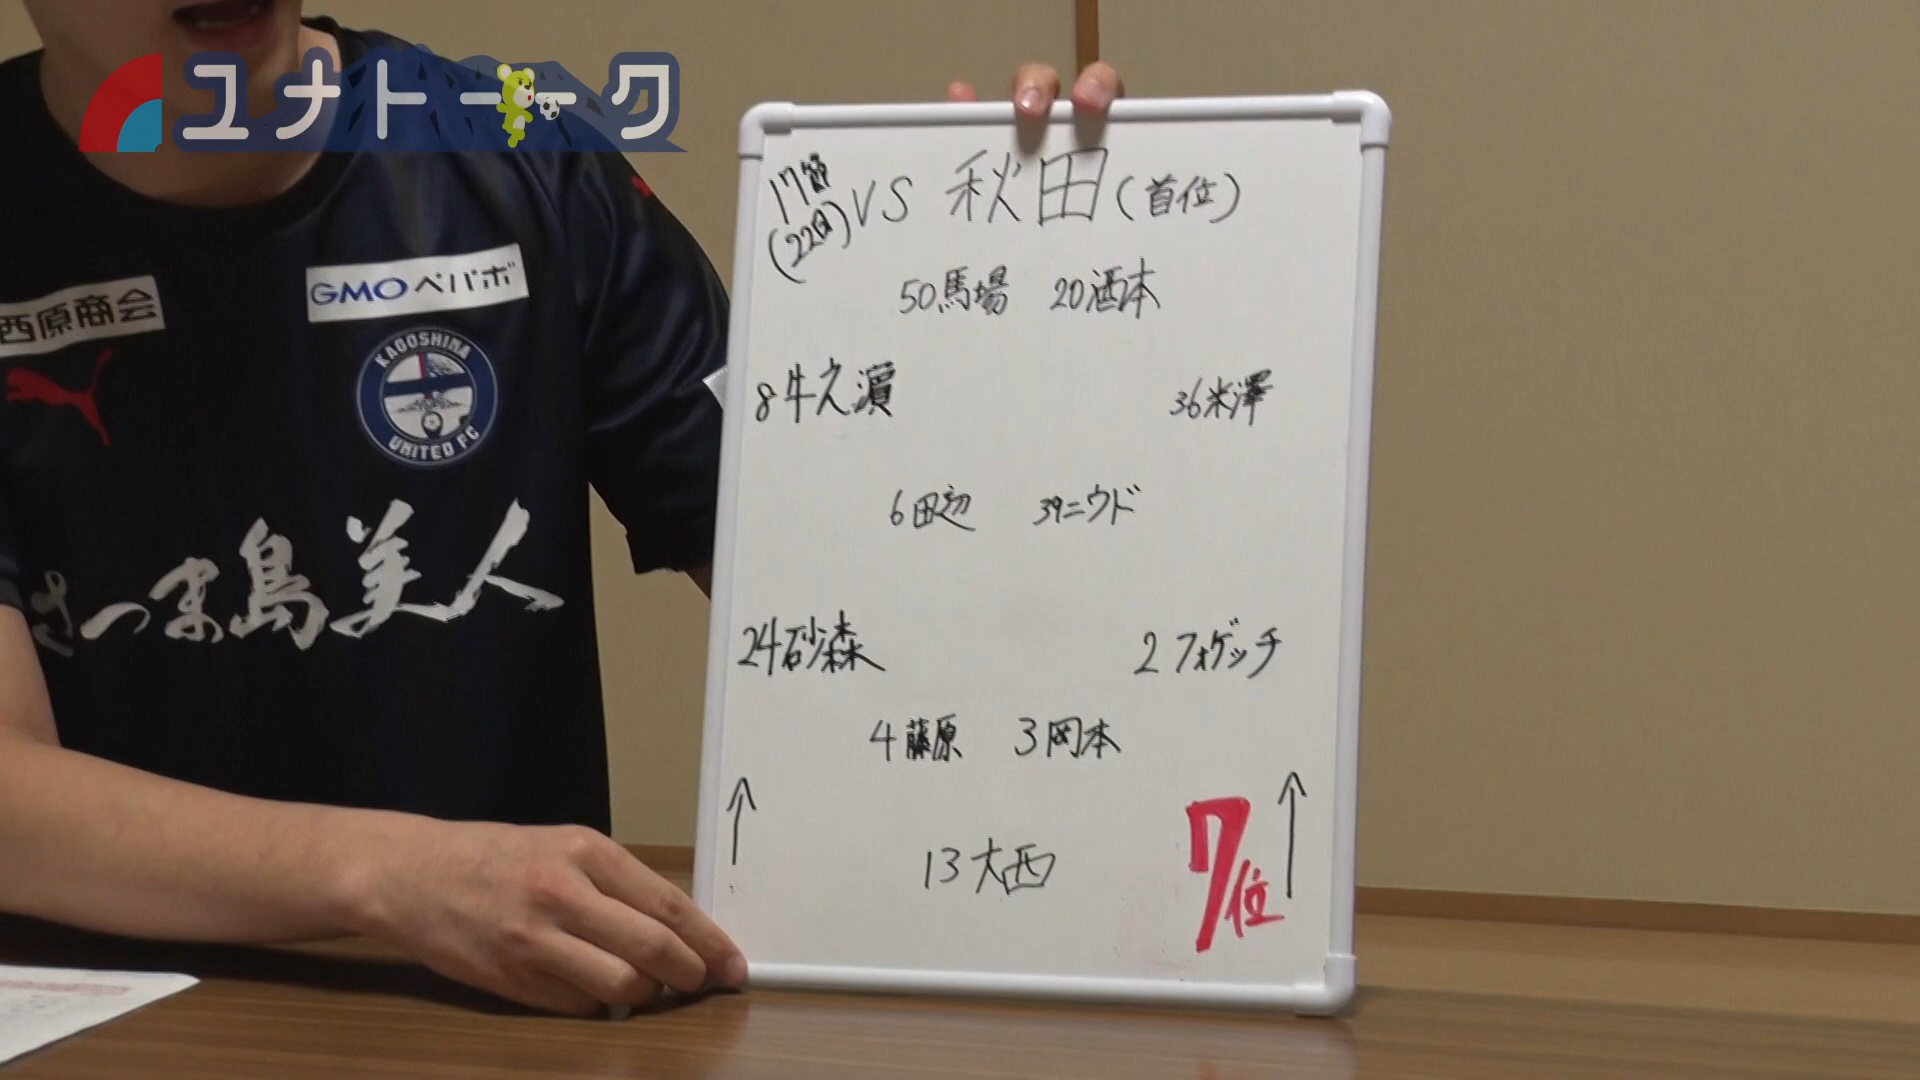 ユナトーーク
17節
(22日)
VS 秋田(首位)
50馬場 20酒本
8牛之濵
36米澤
6田辺 39ニウド
24砂森
2フォゲッチ
4藤原 3岡本
13大西
7位
西原商会
GMOペパボ
KAGOSHIMA
UNITED FC
さつま島美人